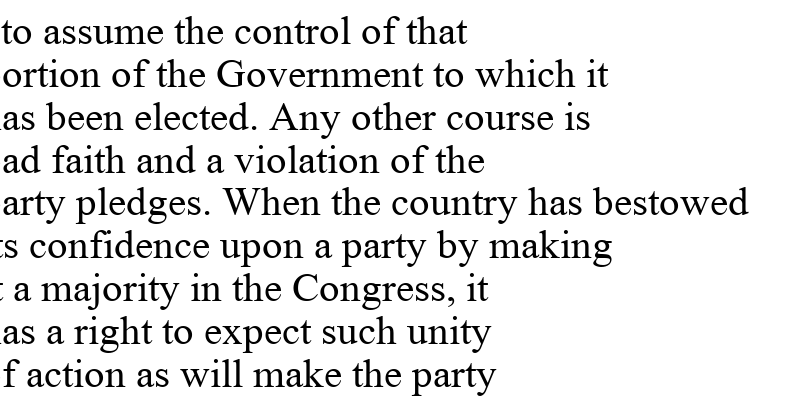 to assume the control of that
ortion of the Government to which it
as been elected. Any other course is
ad faith and a violation of the
arty pledges. When the country has bestowed
ts confidence upon a party by making
t a majority in the Congress, it
as a right to expect such unity
f action as will make the party